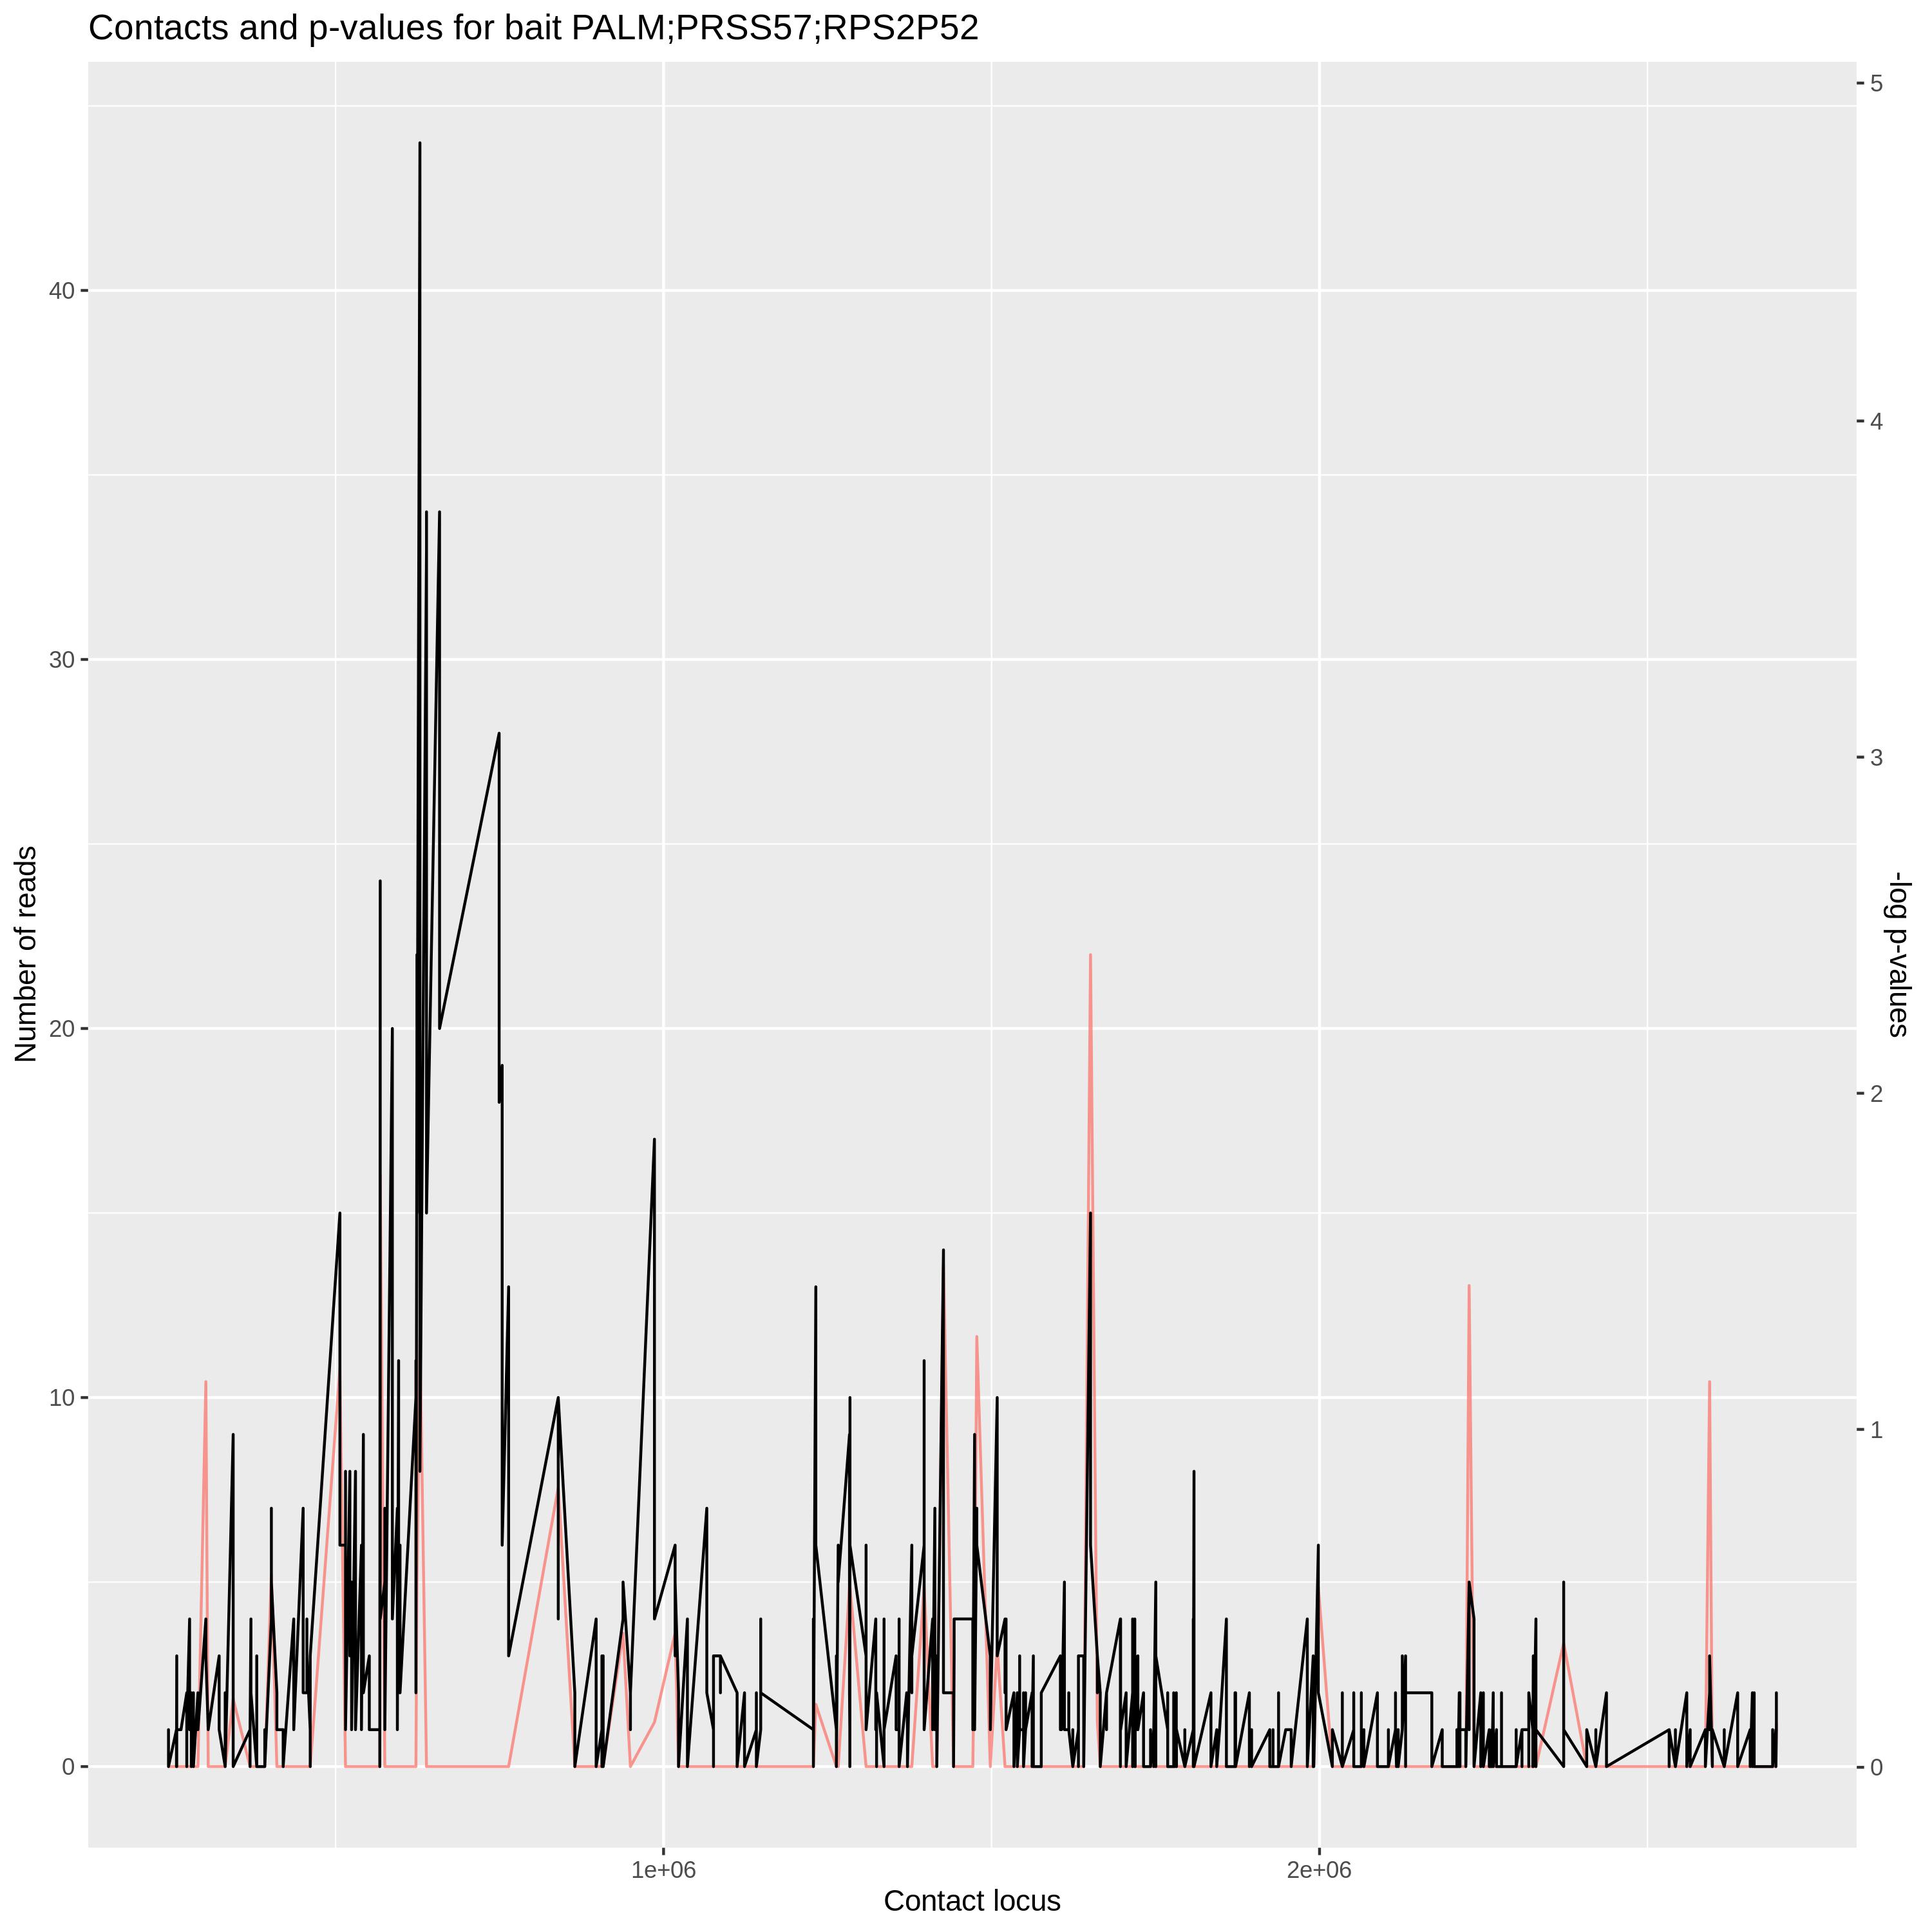 Contacts and p-values for bait PALM;PRSS57;RPS2P52
Number of reads
40
30
20
10
0
5
4
3
2
1
0
-log p-values
1e+06
2e+06
Contact locus